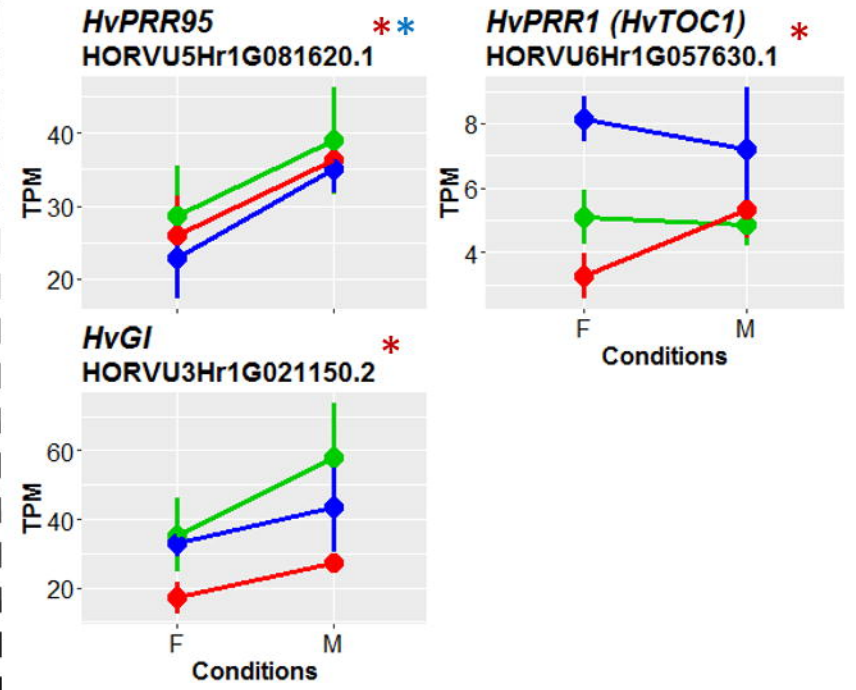 HvPRR95 **
HORVU5Hr1G081620.1
TPM
40
30
20
HvPRR1 (HvTOC1) *
HORVU6Hr1G057630.1
TPM
8
6
4
F M
Conditions
HvGI *
HORVU3Hr1G021150.2
TPM
60
40
20
F M
Conditions